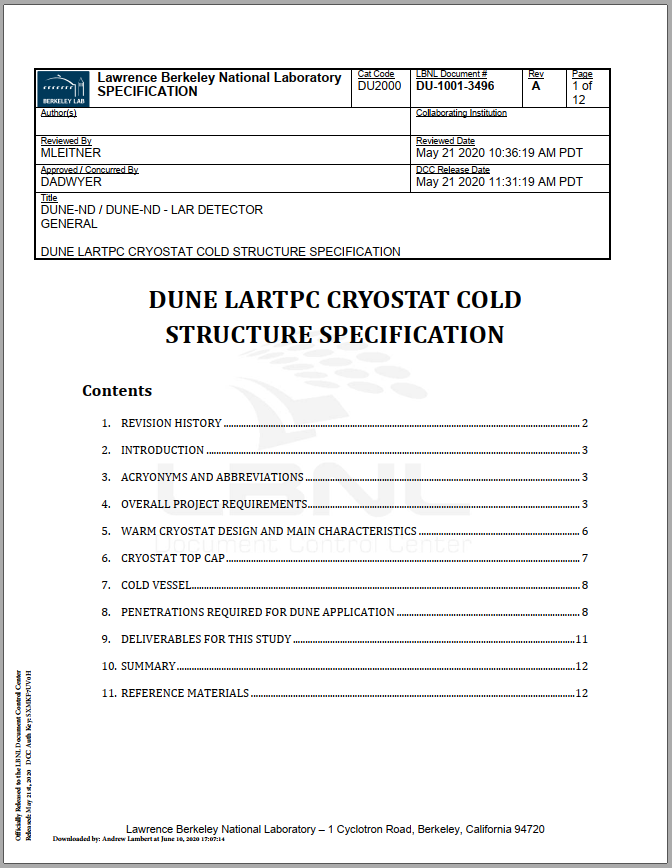 BERKELEY LAB
Lawrence Berkeley National Laboratory
SPECIFICATION
Cat Code
DU2000
LBNL Document #
DU-1001-3496
Rev
A
Page
1 of
12
Author(s)
Collaborating Institution
Reviewed By
MLEITNER
Reviewed Date
May 21 2020 10:36:19 AM PDT
Approved / Concurred By
DADWYER
DCC Release Date
May 21 2020 11:31:19 AM PDT
Title
DUNE-ND / DUNE-ND - LAR DETECTOR
GENERAL
DUNE LARTPC CRYOSTAT COLD STRUCTURE SPECIFICATION
DUNE LARTPC CRYOSTAT COLD
STRUCTURE SPECIFICATION
Contents
1. REVISION HISTORY 2
2. INTRODUCTION 3
3. ACRYONYMS AND ABBREVIATIONS 3
4. OVERALL PROJECT REQUIREMENTS 3
5. WARM CRYOSTAT DESIGN AND MAIN CHARACTERISTICS 6
6. CRYOSTAT TOP CAP 7
7. COLD VESSEL 8
8. PENETRATIONS REQUIRED FOR DUNE APPLICATION 8
9. DELIVERABLES FOR THIS STUDY 11
10. SUMMARY 12
11. REFERENCE MATERIALS 12
LBNL
Document Control Center
Officially Released to the LBNL Document Control Center
Released: May 21st, 2020 DCC Auth Key:
Lawrence Berkeley National Laboratory – 1 Cyclotron Road, Berkeley, California 94720
Downloaded by: Andrew Lambert at June 10, 2020 17:07:14